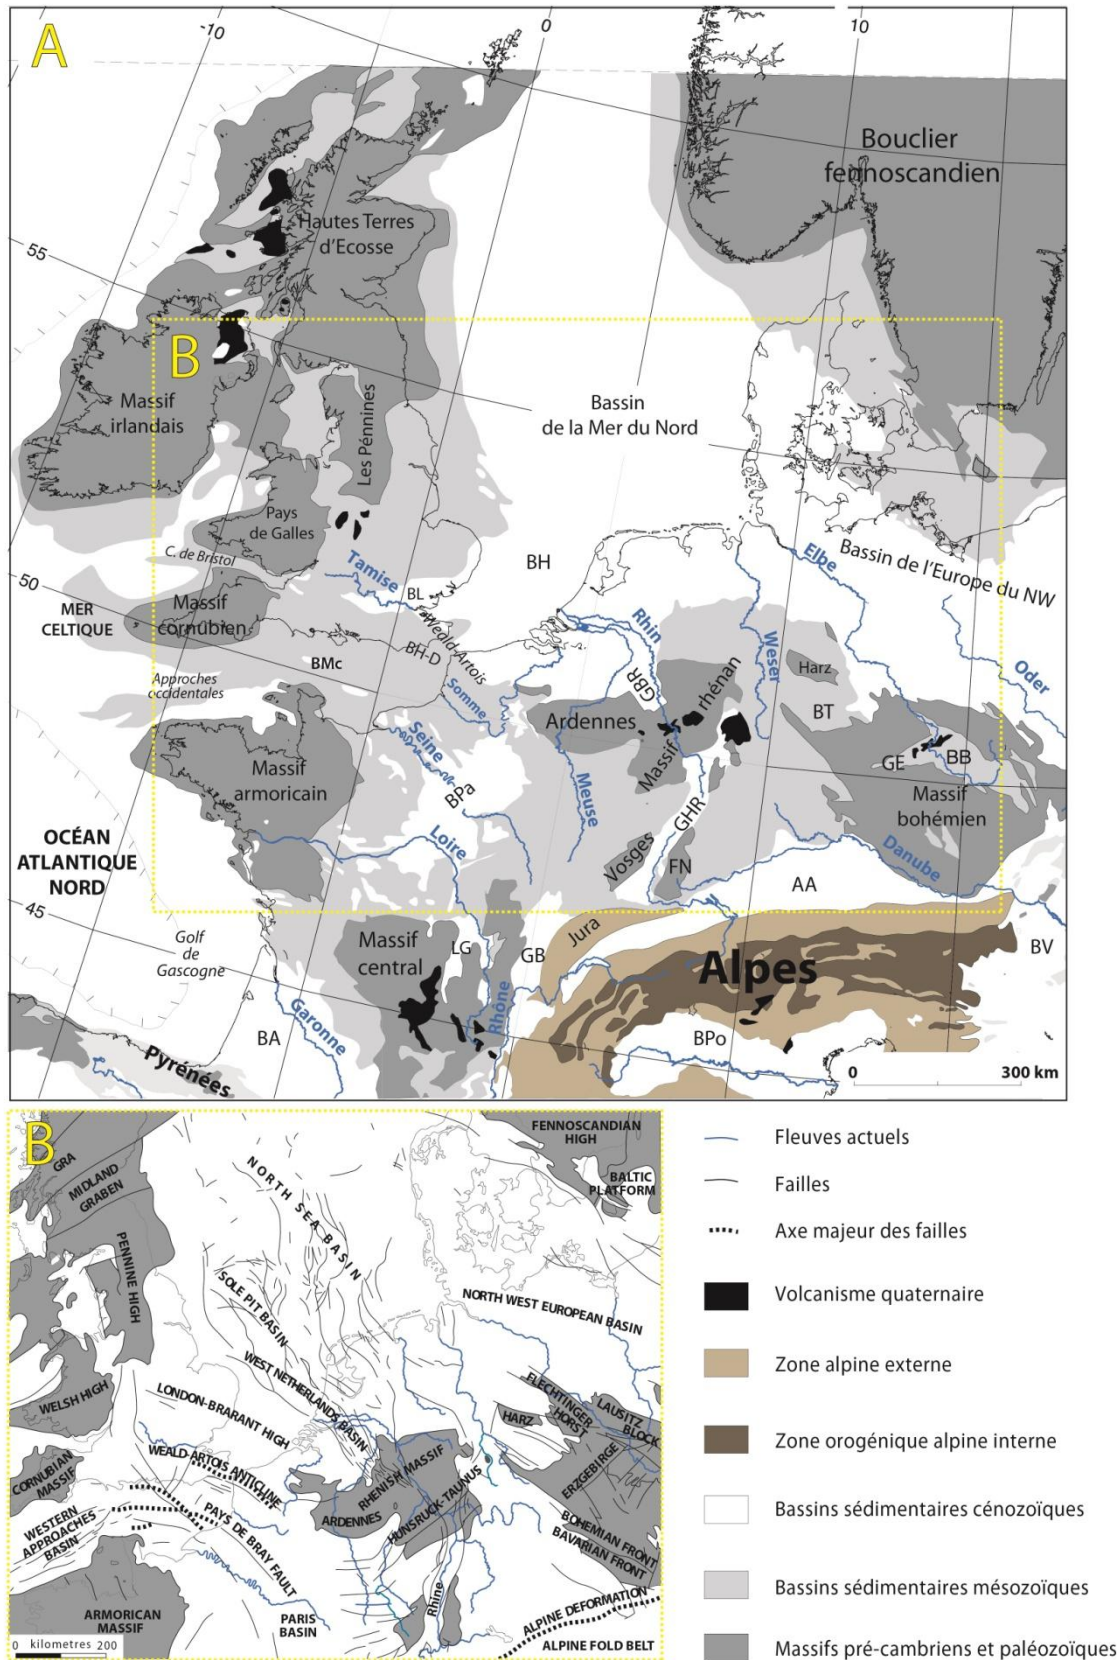 A
-10
0
10
Bouclier
fennoscandien
Hautes Terres
d'Ecosse
55
B
Massif
irlandais
Les Pénnines
Bassin
de la Mer du Nord
Pays
de Galles
C. de Bristol
Tamise
BL
BH
Elbe
Bassin de l'Europe du NW
50
MER
CELTIQUE
Massif
cornubien
Weald-Artois
BH-D
BMc
Rhin
Weser
Oder
Approches
occidentales
Somme
GBR
rhénan
Massif
Harz
BT
Ardennes
Seine
Massif
armoricain
BPa
Meuse
GE
BB
Massif
bohémien
GHR
Loire
Vosges
FN
Danube
OCÉAN
ATLANTIQUE
NORD
AA
45
Golf
de
Gascogne
Massif
central
LG
GB
Jura
Alpes
BV
Rhône
BA
Garonne
BPo
Pyrénées
0
300 km
B
FENNOSCANDIAN
HIGH
GRA
MIDLAND
GRABEN
BALTIC
PLATFORM
NORTH SEA BASIN
PENNINE HIGH
SOLE PIT BASIN
NORTH WEST EUROPEAN BASIN
WEST NETHERLANDS BASIN
WELSH HIGH
LONDON-BRARANT HIGH
FLECHTINGER
HORST
LAUSITZ
BLOCK
HARZ
WEALD-ARTOIS ANTICLINE
CORNUBIAN
MASSIF
RHENISH MASSIF
ERZGEBIRGE
ARDENNES
HUNSRUCK-TAUNUS
WESTERN
APPROACHES
BASIN
PAYS DE BRAY FAULT
BOHEMIAN FRONT
BAVARIAN FRONT
Rhine
ARMORICAN
MASSIF
PARIS
BASIN
ALPINE DEFORMATION
ALPINE FOLD BELT
0 kilometres 200
Fleuves actuels
Failles
Axe majeur des failles
Volcanisme quaternaire
Zone alpine externe
Zone orogénique alpine interne
Bassins sédimentaires cénozoïques
Bassins sédimentaires mésozoïques
Massifs pré-cambriens et paléozoïques